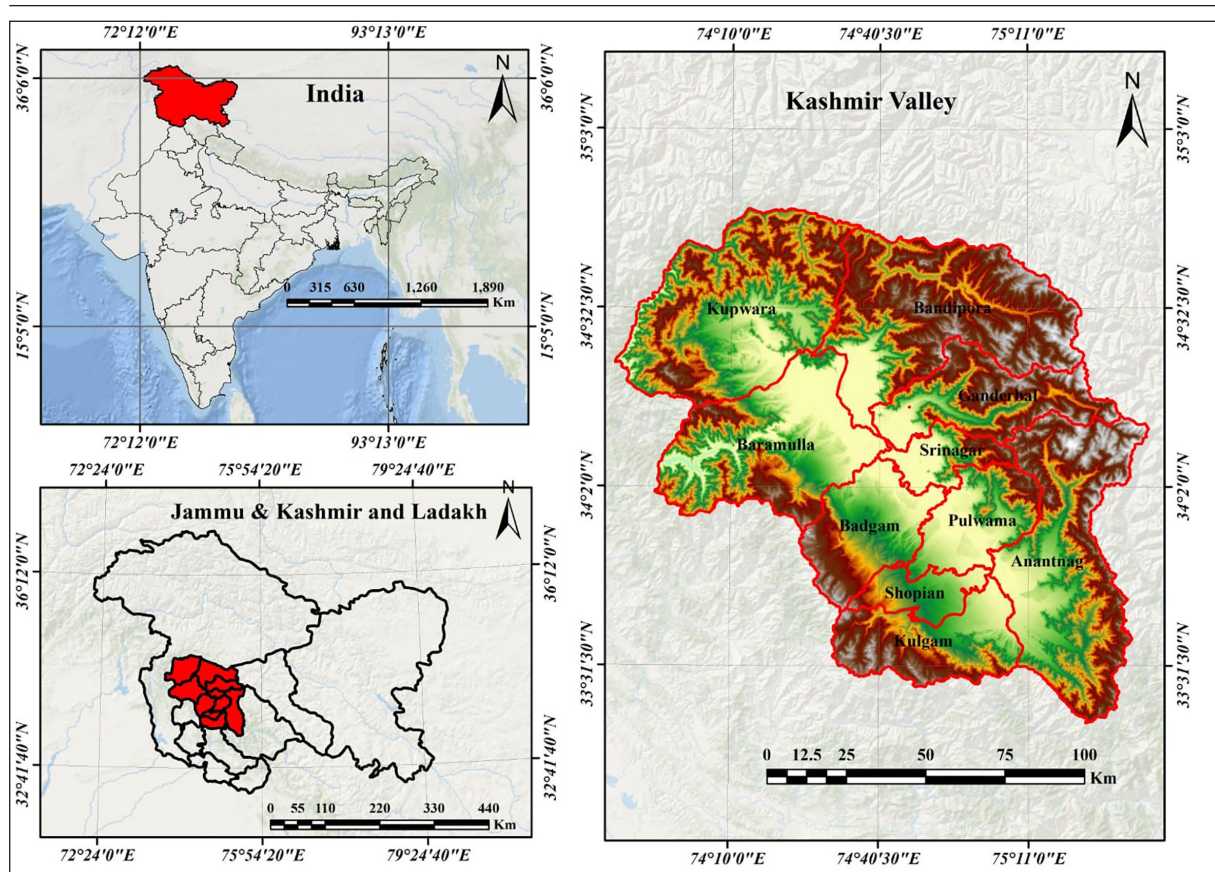 72°12'0"E 93°13'0"E
36°6'0"N
India
N
36°6'0"N
0 315 630 1,260 1,890
Km
15°5'0"N
15°5'0"N
72°12'0"E 93°13'0"E
72°24'0"E 75°54'20"E 79°24'40"E
Jammu & Kashmir and Ladakh
N
36°12'0"N
36°12'0"N
32°41'40"N
32°41'40"N
0 55 110 220 330 440
Km
72°24'0"E 75°54'20"E 79°24'40"E
74°10'0"E 74°40'30"E 75°11'0"E
Kashmir Valley
N
35°3'0"N
35°3'0"N
34°32'30"N
34°32'30"N
Kupwara
Bandipora
Ganderbal
Baramulla
Srinagar
34°2'0"N
34°2'0"N
Badgam
Pulwama
Anantnag
Shopian
Kulgam
33°31'30"N
33°31'30"N
0 12.5 25 50 75 100
Km
74°10'0"E 74°40'30"E 75°11'0"E